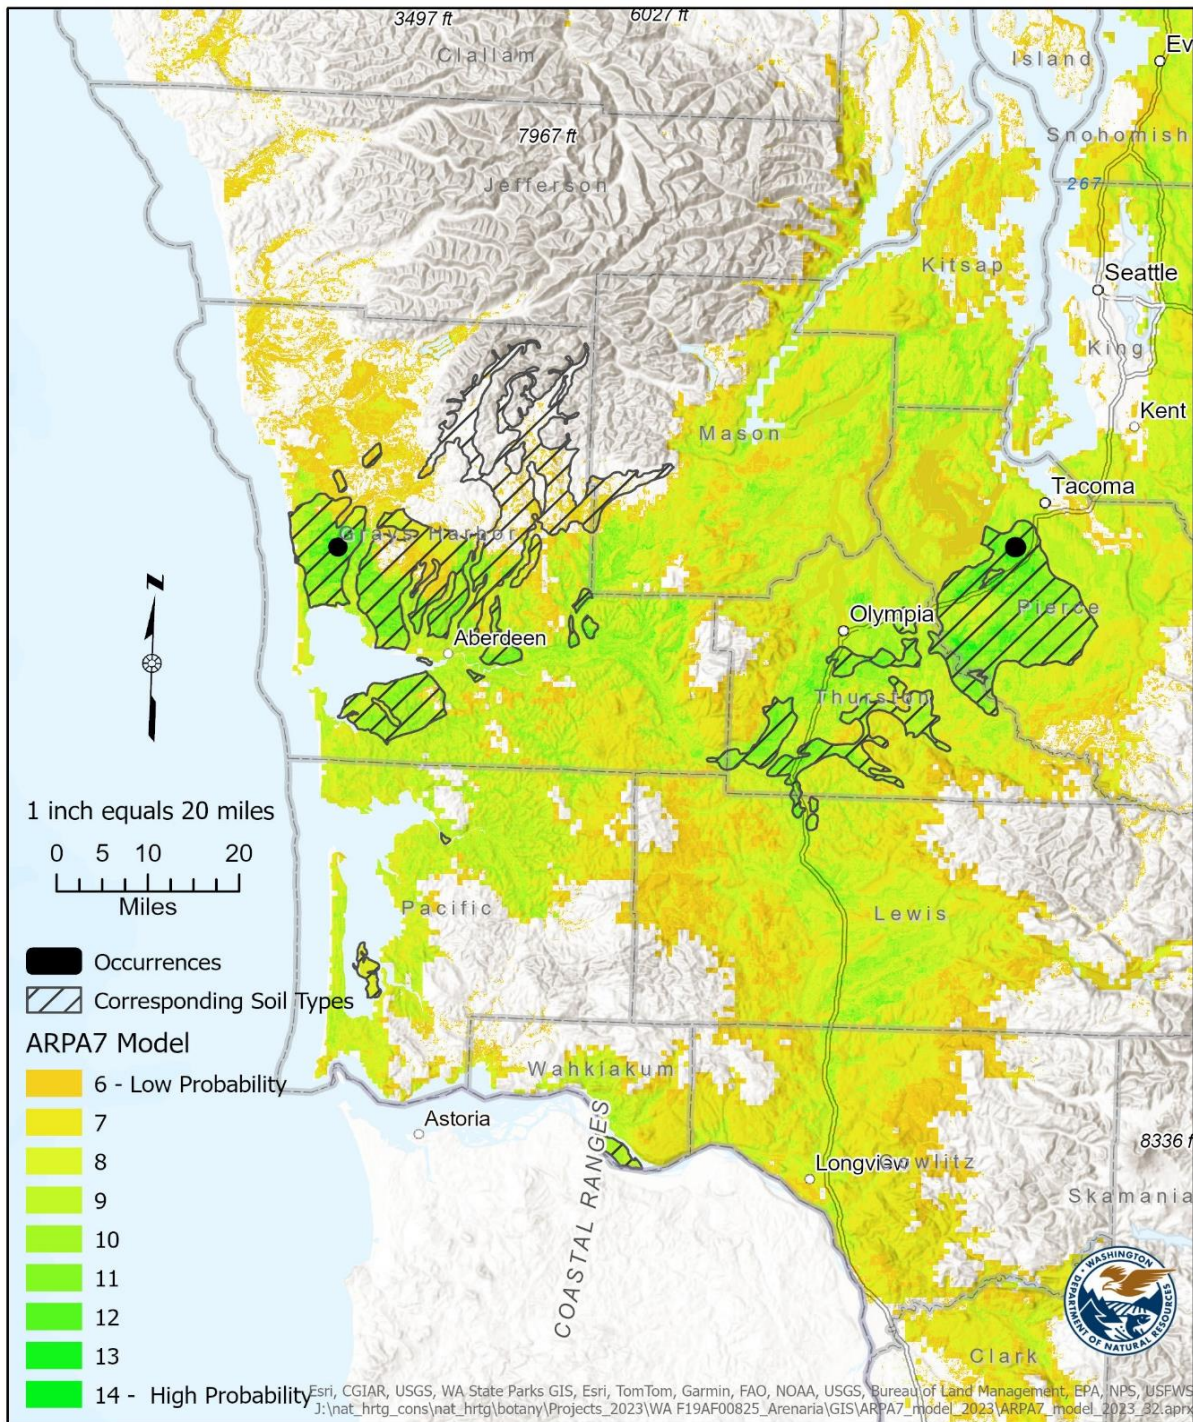 3497 ft
6027 ft
Clallam
Island
Ev
Snohomish
7967 ft
Jefferson
267
Kitsap
Seattle
King
Kent
Mason
Tacoma
Grays Harbor
Z
Pierce
Olympia
Aberdeen
Thurston
1 inch equals 20 miles
0 5 10 20
Miles
Pacific
Lewis
Occurrences
Corresponding Soil Types
ARPA7 Model
6 - Low Probability
7
8
9
10
11
12
13
14 - High Probability
Wahkiakum
Astoria
COASTAL RANGES
Longview
Cowlitz
8336 f
Skamania
WASHINGTON
DEPARTMENT OF NATURAL RESOURCES
Clark
Esri, CGIAR, USGS, WA State Parks GIS, Esri, TomTom, Garmin, FAO, NOAA, USGS, Bureau of Land Management, EPA, NPS, USFWS
J:\nat_hrtg_cons\nat_hrtg\botany\Projects_2023\WA F19AF00825_Arenaria\GIS\ARPA7_model_2023\ARPA7_model_2023_32.aprx